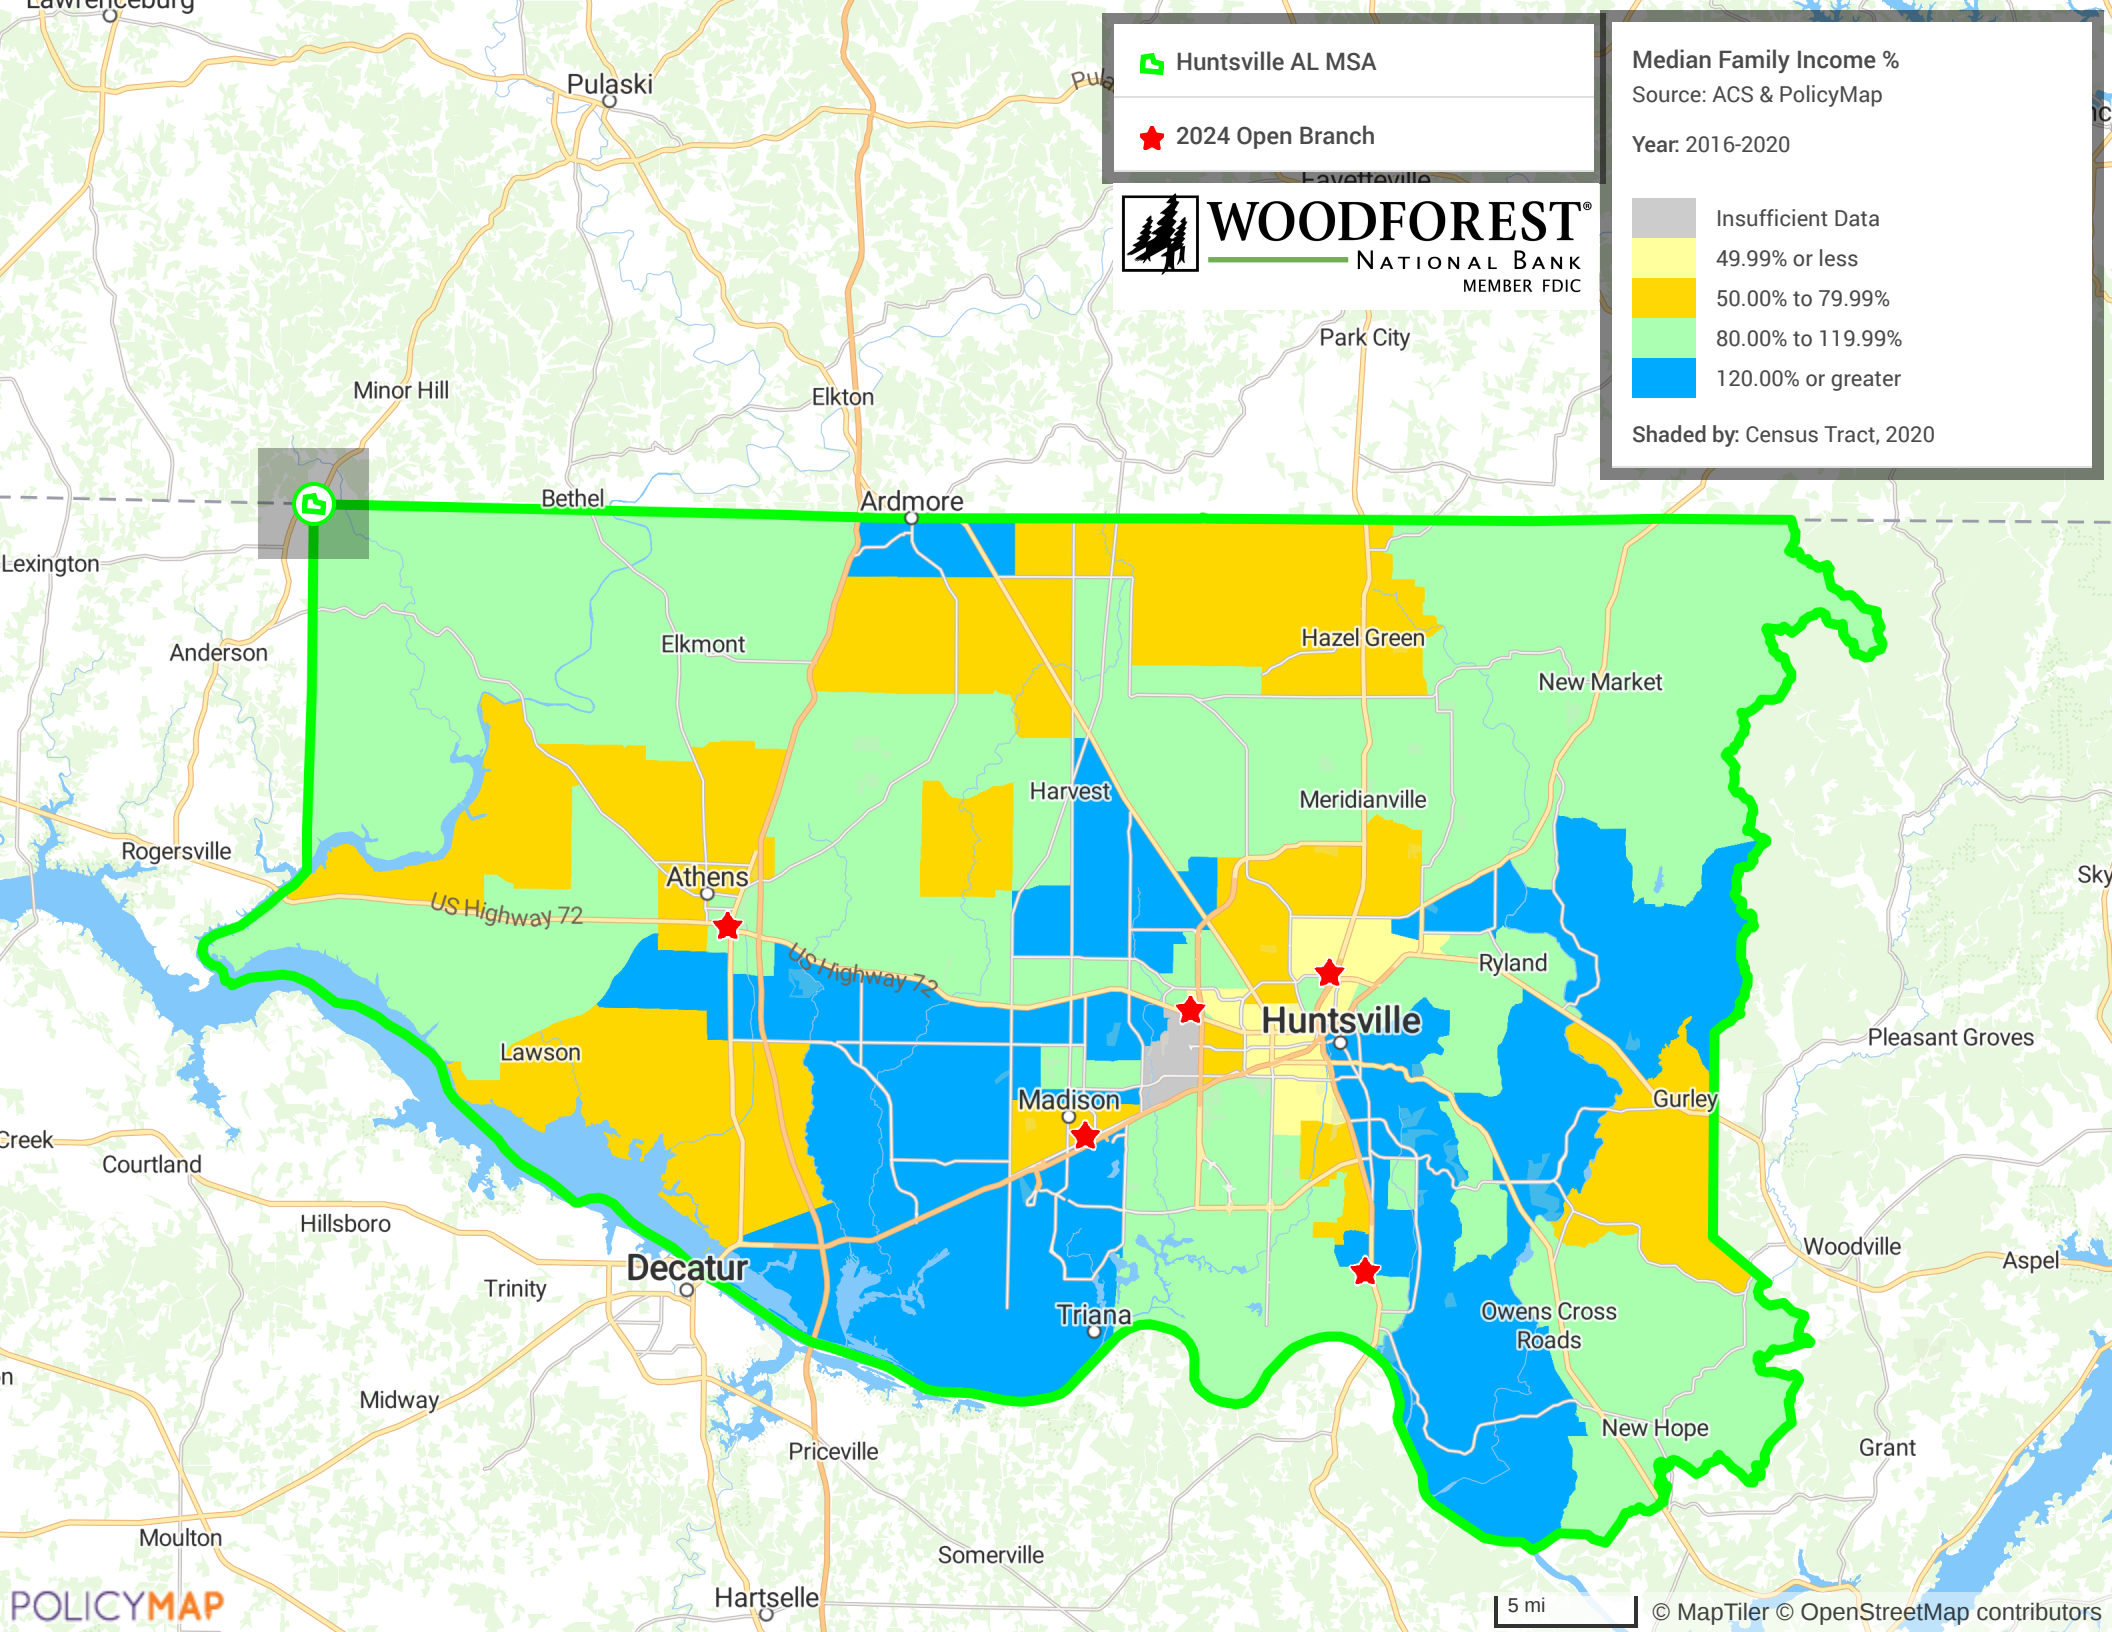 Lawrenceburg
Pulaski
Huntsville AL MSA
2024 Open Branch
Median Family Income %
Source: ACS & PolicyMap
Year: 2016-2020
Insufficient Data
49.99% or less
50.00% to 79.99%
80.00% to 119.99%
120.00% or greater
Shaded by: Census Tract, 2020
Fayetteville
WOODFOREST®
NATIONAL BANK
MEMBER FDIC
Park City
Minor Hill
Elkton
Bethel
Ardmore
Lexington
Anderson
Elkmont
Hazel Green
New Market
Harvest
Meridianville
Rogersville
Athens
US Highway 72
US Highway 72
Ryland
Huntsville
Pleasant Groves
Lawson
Madison
Gurley
Creek
Courtland
Hillsboro
Woodville
Aspel
Decatur
Trinity
Triana
Owens Cross
Roads
Midway
New Hope
Priceville
Grant
Moulton
Somerville
Hartselle
POLICYMAP
5 mi
© MapTiler © OpenStreetMap contributors